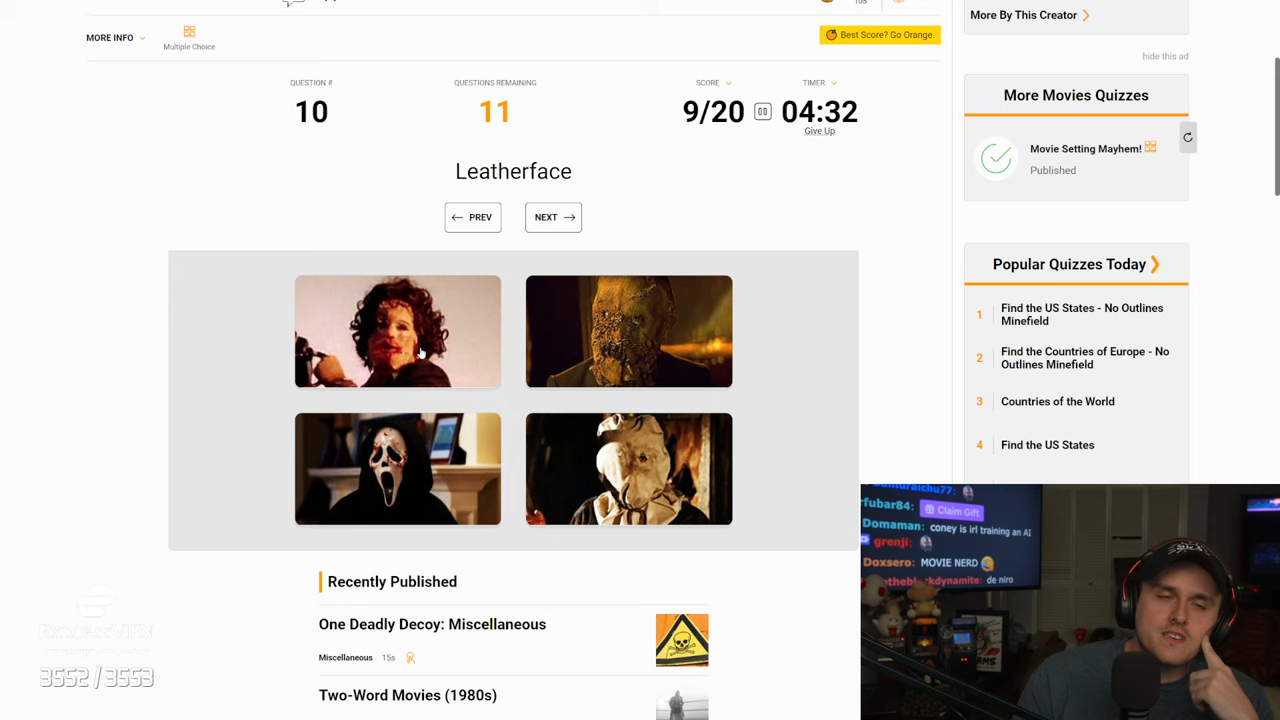 More By This Creator
MORE INFO
Multiple Choice
Best Score? Go Orange.
hide this ad
QUESTION #
QUESTIONS REMAINING
SCORE
TIMER
10
11
9/20
04:32
Give Up
More Movies Quizzes
Movie Setting Mayhem!
Published
Leatherface
PREV
NEXT
Popular Quizzes Today
1 Find the US States - No Outlines
Minefield
2 Find the Countries of Europe - No
Outlines Minefield
3 Countries of the World
4 Find the US States
fubar84: Claim Gift
Domaman: coney is irl training an AI
grenji:
Doxsero: MOVIE NERD
theblackdynamite: de niro
Recently Published
One Deadly Decoy: Miscellaneous
Miscellaneous 15s
Two-Word Movies (1980s)
ExpressVPN
3552 / 3553